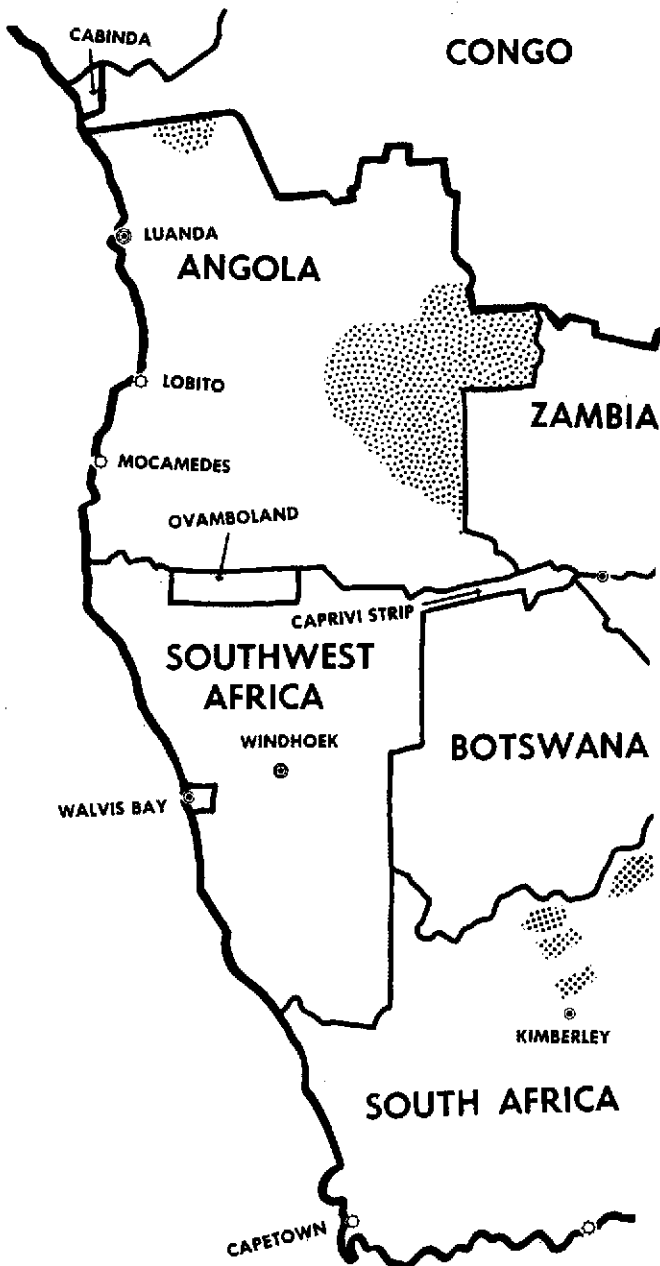 CABINDA
CONGO
LUANDA
ANGOLA
LOBITO
ZAMBIA
MOCAMEDES
OVAMBOLAND
CAPRIVI STRIP
SOUTHWEST
AFRICA
WINDHOEK
BOTSWANA
WALVIS BAY
KIMBERLEY
SOUTH AFRICA
CAPETOWN